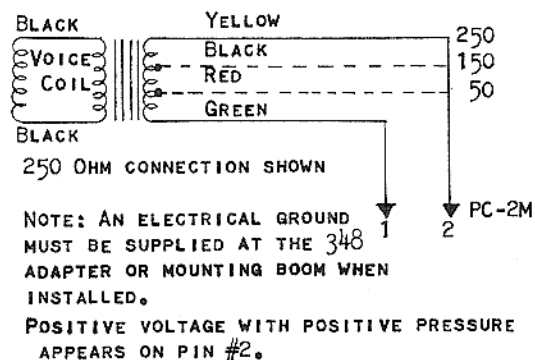 BLACK YELLOW 250
BLACK 150
VOICE COIL RED 50
GREEN
BLACK
250 OHM CONNECTION SHOWN
1 2 PC-2M
NOTE: AN ELECTRICAL GROUND
MUST BE SUPPLIED AT THE 348
ADAPTER OR MOUNTING BOOM WHEN
INSTALLED.
POSITIVE VOLTAGE WITH POSITIVE PRESSURE
APPEARS ON PIN #2.